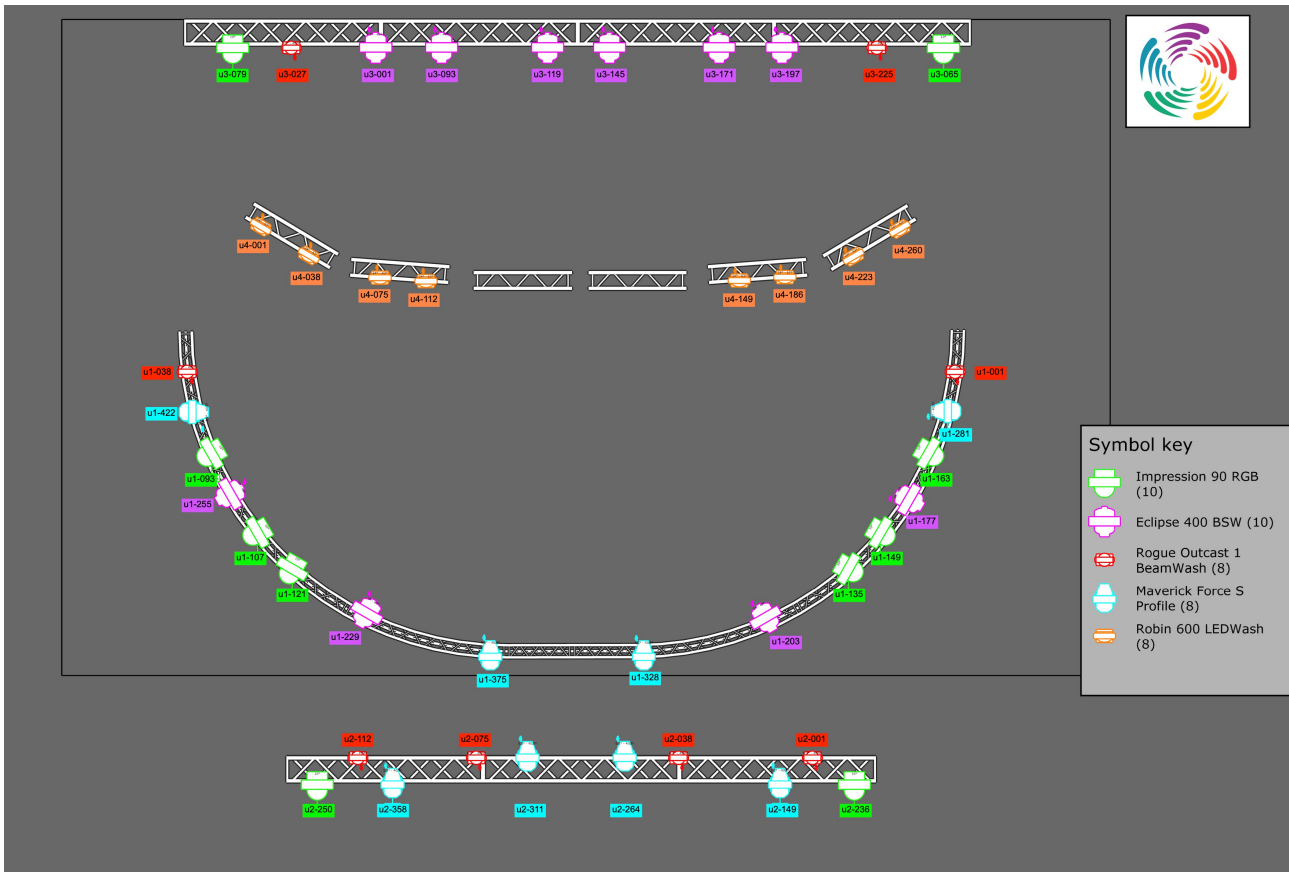 u3-079
u3-027
u3-001
u3-093
u3-119
u3-145
u3-171
u3-197
u3-225
u3-065
u4-001
u4-038
u4-075
u4-112
u4-149
u4-186
u4-223
u4-260
u1-038
u1-001
u1-422
u1-281
u1-093
u1-163
u1-255
u1-177
u1-107
u1-149
u1-121
u1-135
u1-229
u1-203
u1-375
u1-328
Symbol key
Impression 90 RGB
(10)
Eclipse 400 BSW (10)
Rogue Outcast 1
BeamWash (8)
Maverick Force S
Profile (8)
Robin 600 LEDWash
(8)
u2-112
u2-075
u2-038
u2-001
u2-250
u2-358
u2-311
u2-264
u2-149
u2-236